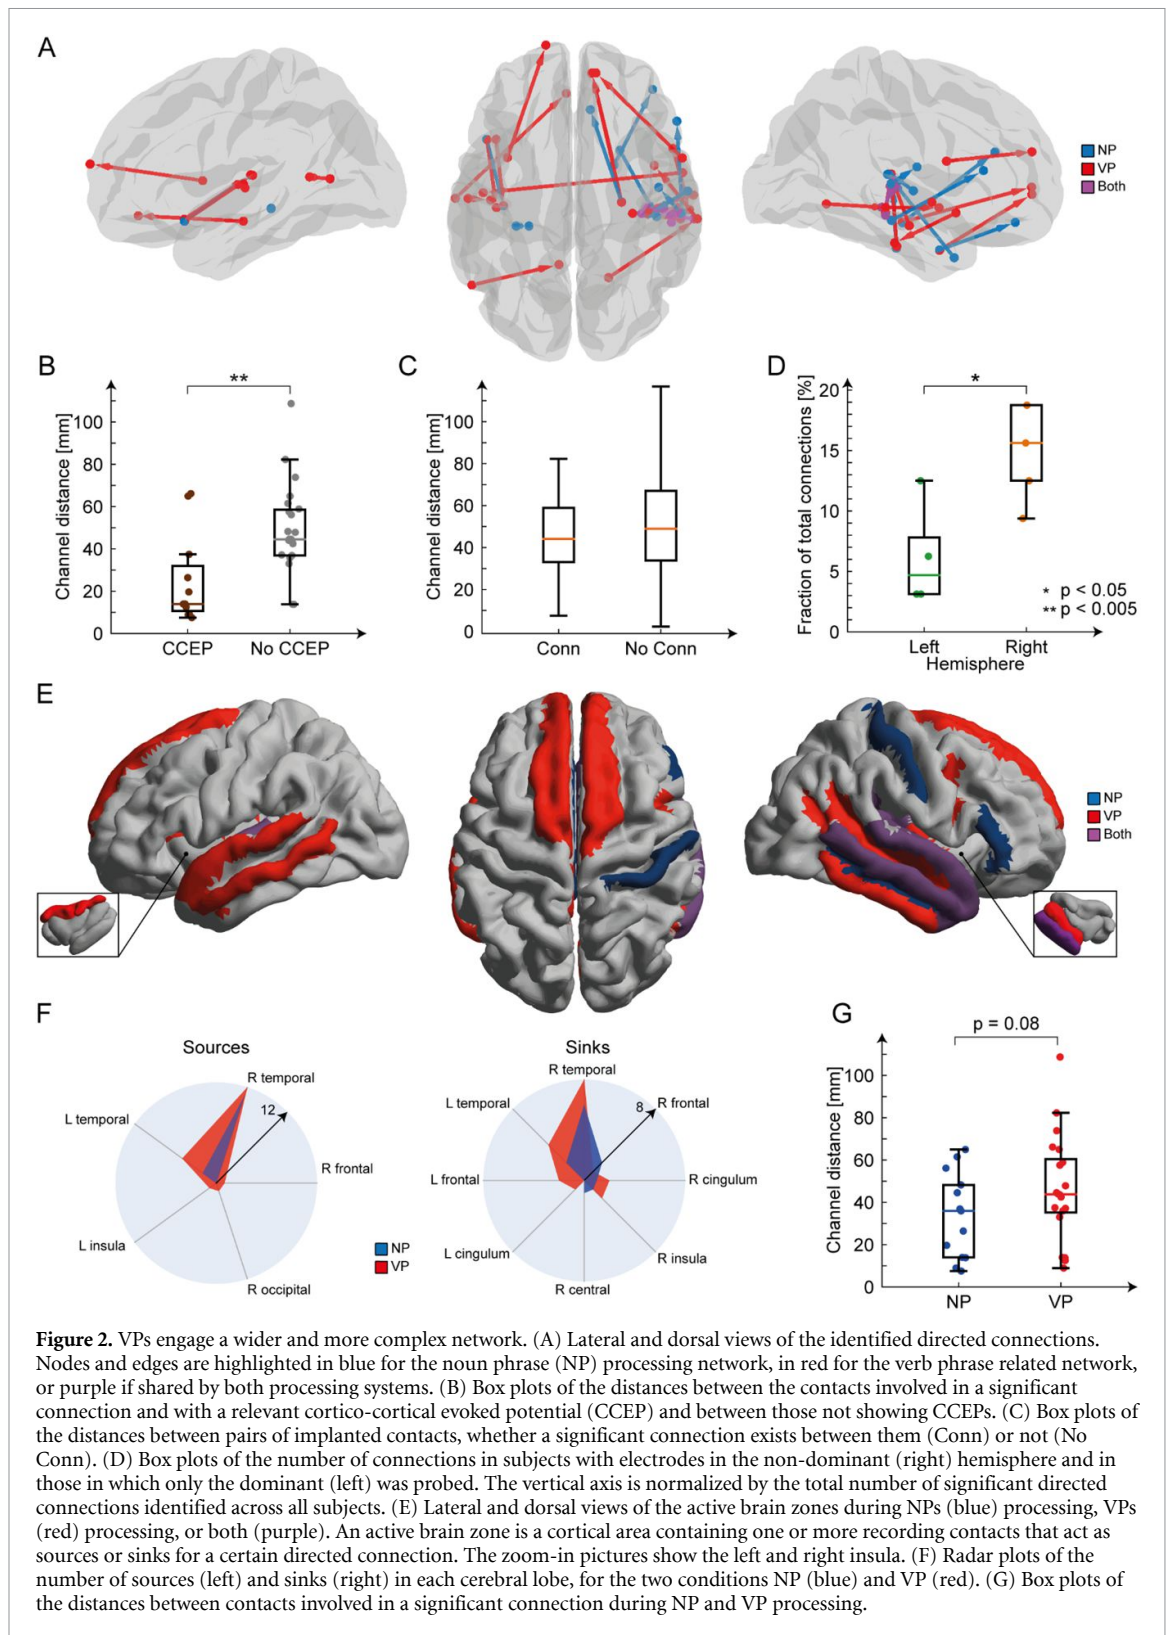 A
NP
VP
Both
B
**
Channel distance [mm]
100
80
60
40
20
0
CCEP
No CCEP
C
Channel distance [mm]
100
80
60
40
20
0
Conn
No Conn
D
*
Fraction of total connections [%]
20
15
10
5
0
* p < 0.05
** p < 0.005
Left
Right
Hemisphere
E
NP
VP
Both
F
Sources
R temporal
12
L temporal
R frontal
L insula
R occipital
NP
VP
Sinks
R temporal
8
R frontal
L temporal
L frontal
R cingulum
L cingulum
R insula
R central
G
p = 0.08
Channel distance [mm]
100
80
60
40
20
0
NP
VP
Figure 2. VPs engage a wider and more complex network. (A) Lateral and dorsal views of the identified directed connections.
Nodes and edges are highlighted in blue for the noun phrase (NP) processing network, in red for the verb phrase related network,
or purple if shared by both processing systems. (B) Box plots of the distances between the contacts involved in a significant
connection and with a relevant cortico-cortical evoked potential (CCEP) and between those not showing CCEPs. (C) Box plots of
the distances between pairs of implanted contacts, whether a significant connection exists between them (Conn) or not (No
Conn). (D) Box plots of the number of connections in subjects with electrodes in the non-dominant (right) hemisphere and in
those in which only the dominant (left) was probed. The vertical axis is normalized by the total number of significant directed
connections identified across all subjects. (E) Lateral and dorsal views of the active brain zones during NPs (blue) processing, VPs
(red) processing, or both (purple). An active brain zone is a cortical area containing one or more recording contacts that act as
sources or sinks for a certain directed connection. The zoom-in pictures show the left and right insula. (F) Radar plots of the
number of sources (left) and sinks (right) in each cerebral lobe, for the two conditions NP (blue) and VP (red). (G) Box plots of
the distances between contacts involved in a significant connection during NP and VP processing.